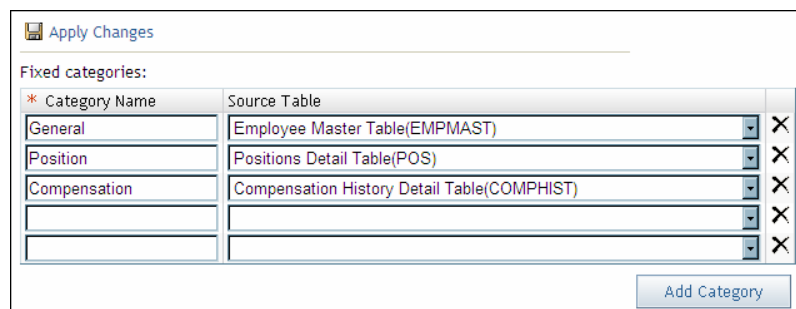 Apply Changes
Fixed categories:
* Category Name Source Table
General Employee Master Table(EMPMAST)
Position Positions Detail Table(POS)
Compensation Compensation History Detail Table(COMPHIST)
Add Category